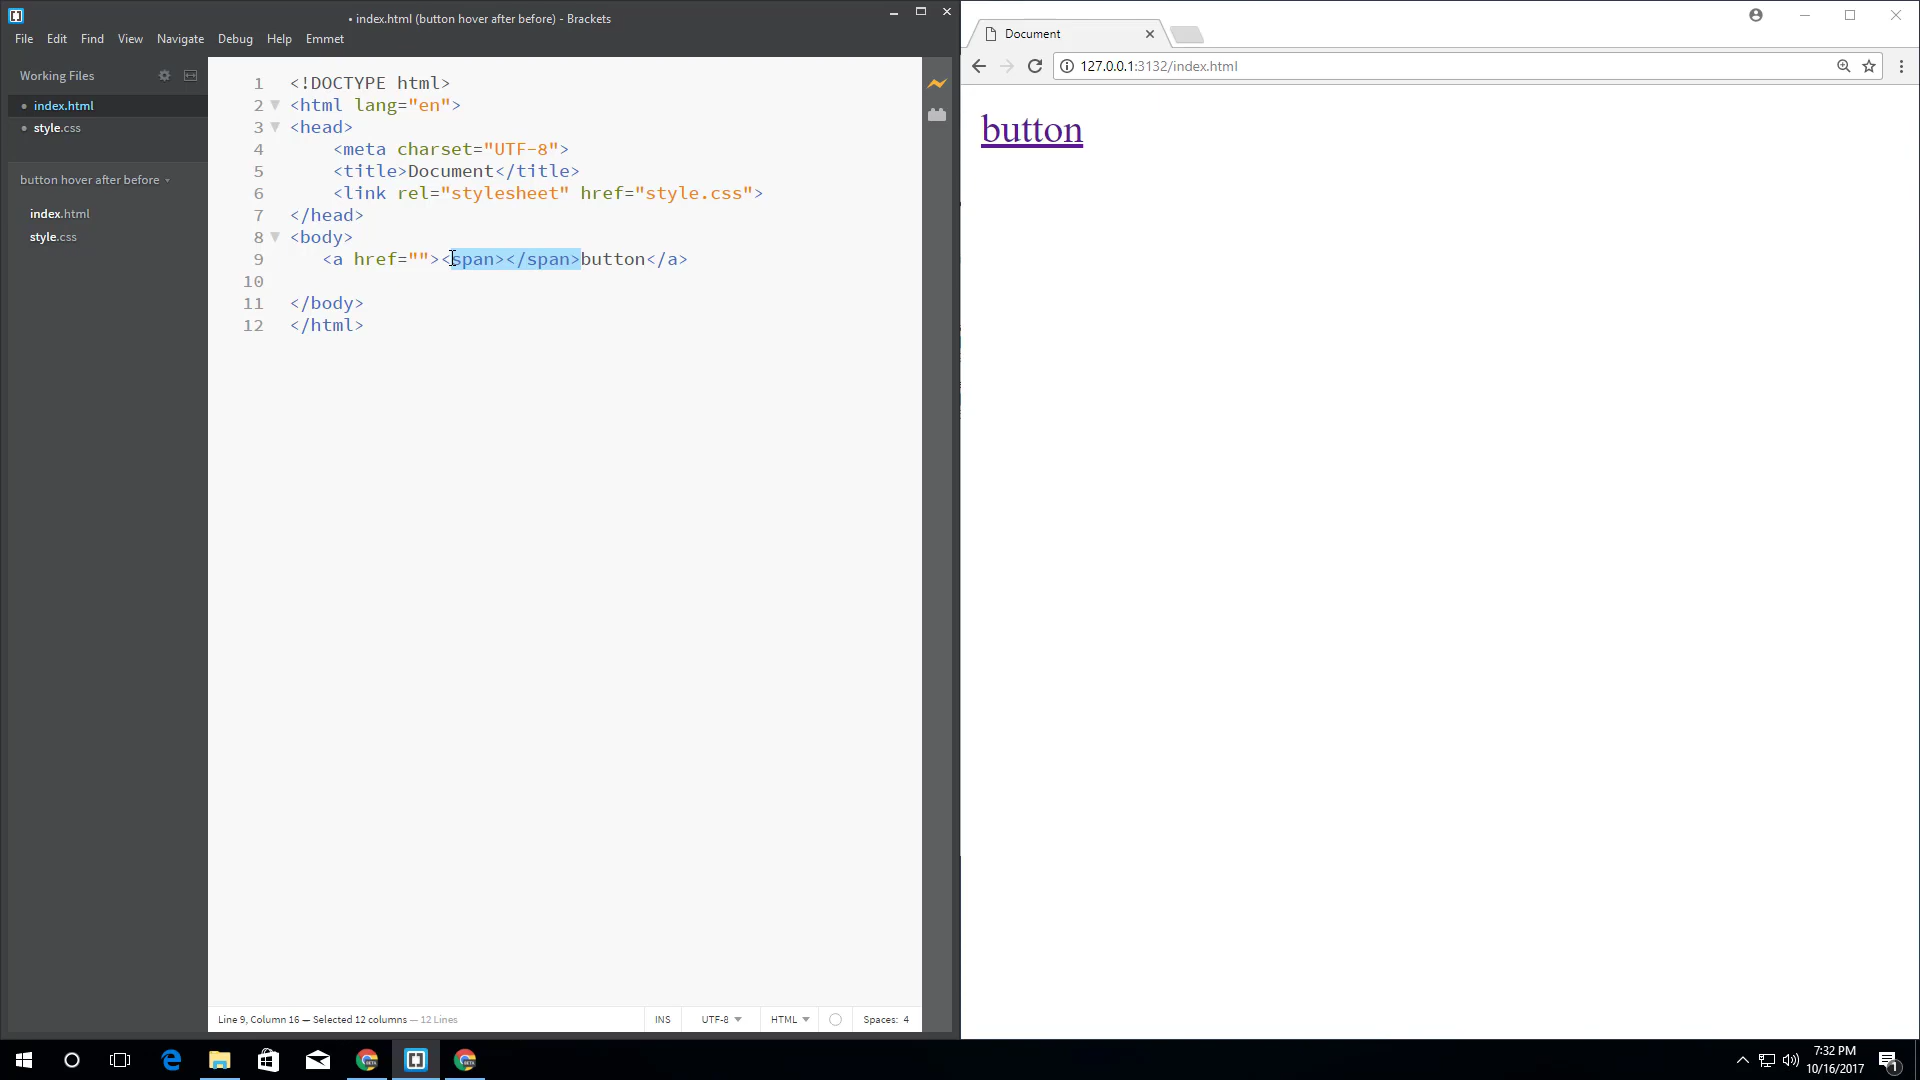 • index.html (button hover after before) - Brackets
File Edit Find View Navigate Debug Help Emmet
Working Files
• index.html
• style.css
button hover after before
index.html
style.css
1 <!DOCTYPE html>
2 <html lang="en">
3 <head>
4 <meta charset="UTF-8">
5 <title>Document</title>
6 <link rel="stylesheet" href="style.css">
7 </head>
8 <body>
9 <a href=""><span></span>button</a>
10
11 </body>
12 </html>
Line 9, Column 16 — Selected 12 columns — 12 Lines
INS UTF-8 HTML Spaces: 4
Document
127.0.0.1:3132/index.html
button
BETA
7:32 PM
10/16/2017
1